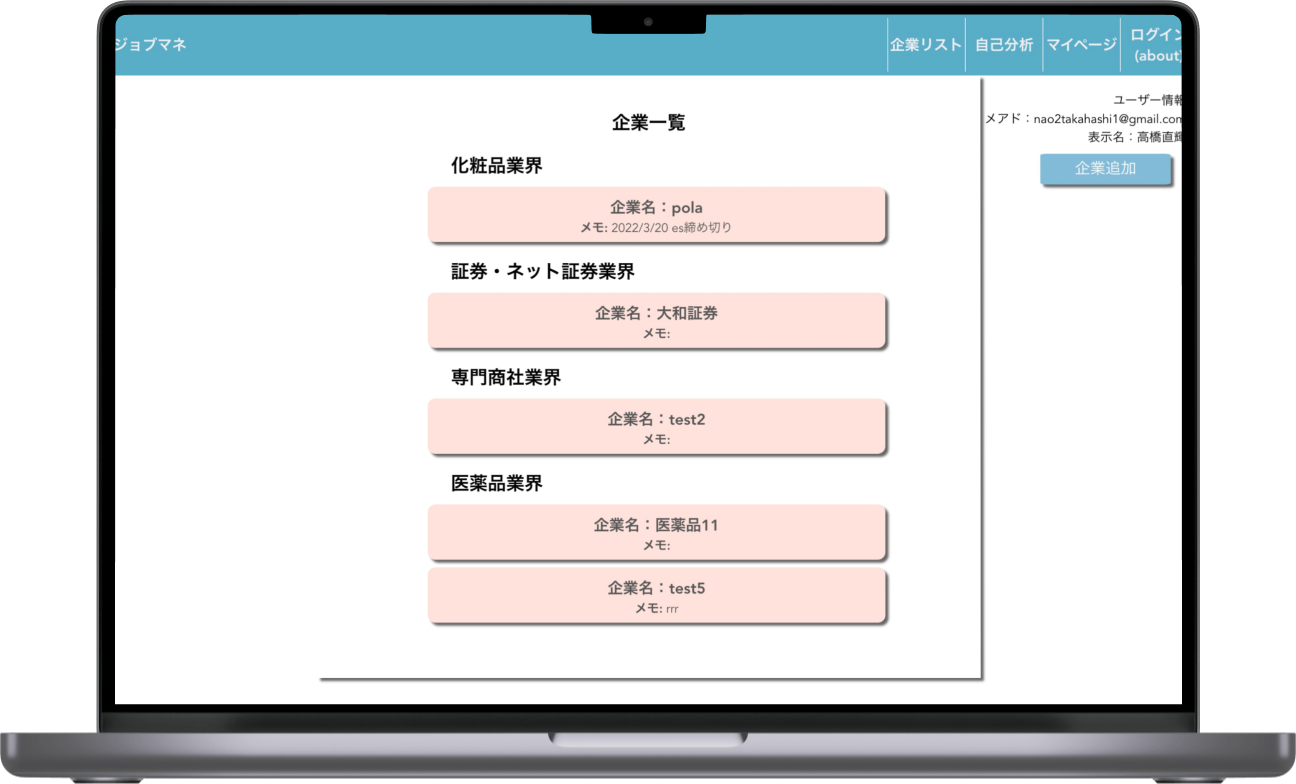 ジョブマネ
企業リスト
自己分析
マイページ
ログイン
(about)
ユーザー情報
メアド：nao2takahashi1@gmail.com
表示名：高橋直輝
企業追加
企業一覧
化粧品業界
企業名：pola
メモ: 2022/3/20 es締め切り
証券・ネット証券業界
企業名：大和証券
メモ:
専門商社業界
企業名：test2
メモ:
医薬品業界
企業名：医薬品11
メモ:
企業名：test5
メモ: rrr